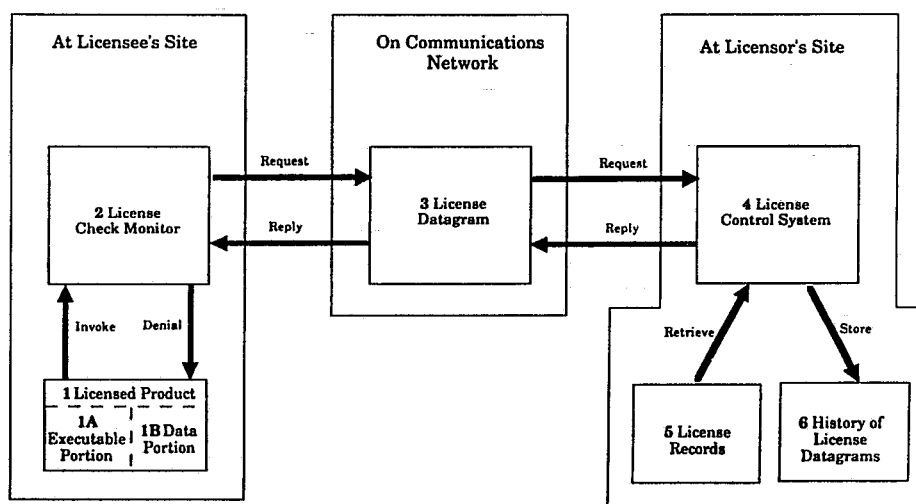 At Licensee's Site
On Communications
Network
At Licensor's Site
Request
Request
2 License
Check Monitor
3 License
Datagram
4 License
Control System
Reply
Reply
Invoke
Denial
Retrieve
Store
1 Licensed Product
1A
Executable
Portion
1B Data
Portion
5 License
Records
6 History of
License
Datagrams